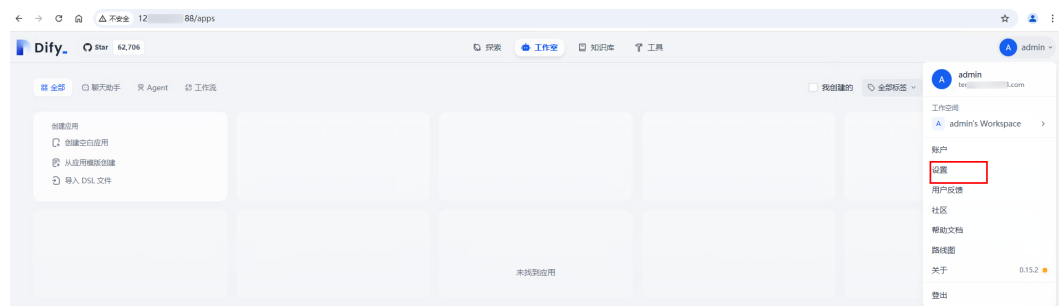 不安全 12 88/apps
Dify Star 62,706 探索 工作室 知识库 工具 A admin
全部 聊天助手 Agent 工作流 我创建的 全部标签
A admin
ter l.com
工作空间
A admin's Workspace
创建应用
创建空白应用
从应用模版创建
导入 DSL 文件
账户
设置
用户反馈
社区
帮助文档
路线图
未找到应用
关于 0.15.2
登出